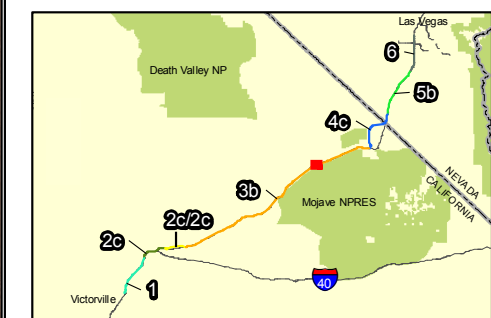 Las Vegas
6
Death Valley NP
5b
4c
NEVADA
CALIFORNIA
3b
Mojave NPRES
2c/2c
2c
40
1
Victorville